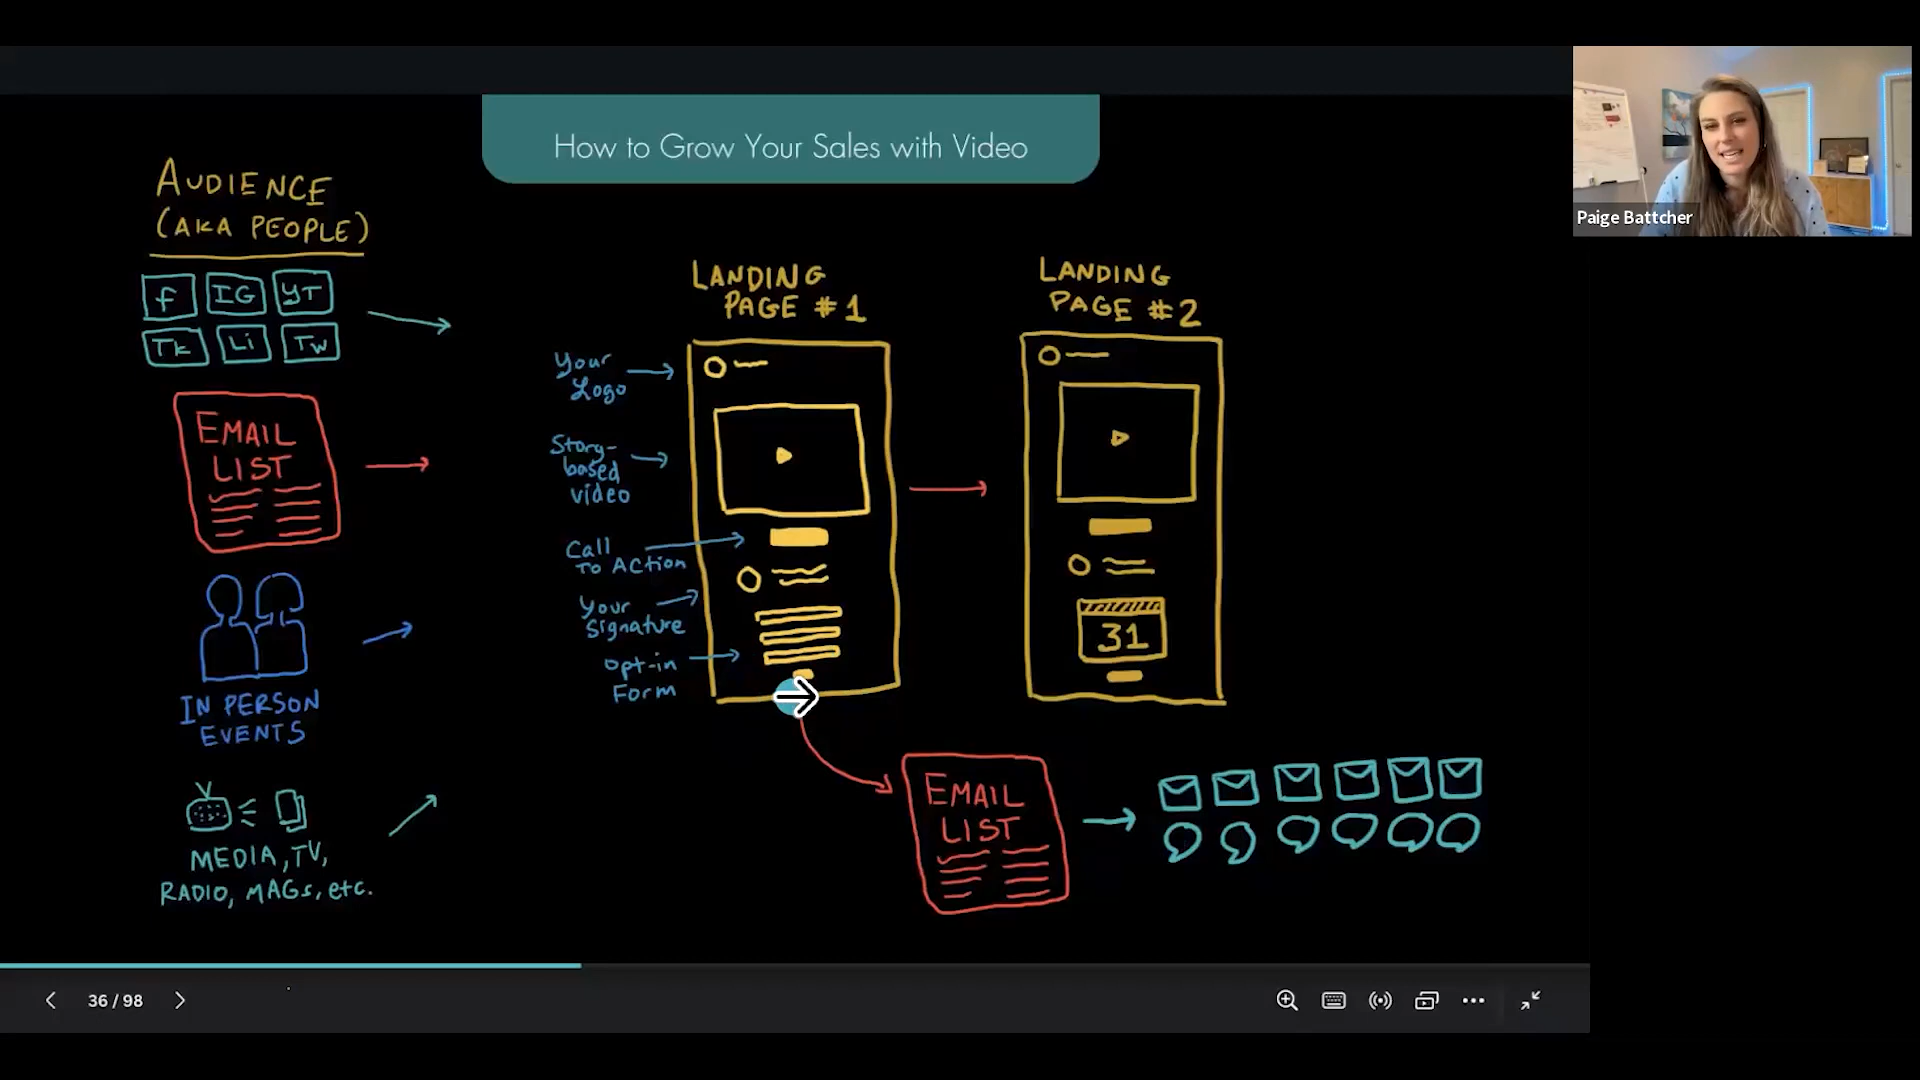 How to Grow Your Sales with Video
Paige Battcher
AUDIENCE
(AKA PEOPLE)
f IG YT
Tk Li Tw
EMAIL
LIST
IN PERSON
EVENTS
MEDIA, TV,
RADIO, MAGs, etc.
LANDING
PAGE #1
Your
Logo
Story-
based
video
Call
To Action
Your
Signature
Opt-in
Form
LANDING
PAGE #2
31
EMAIL
LIST
36 / 98